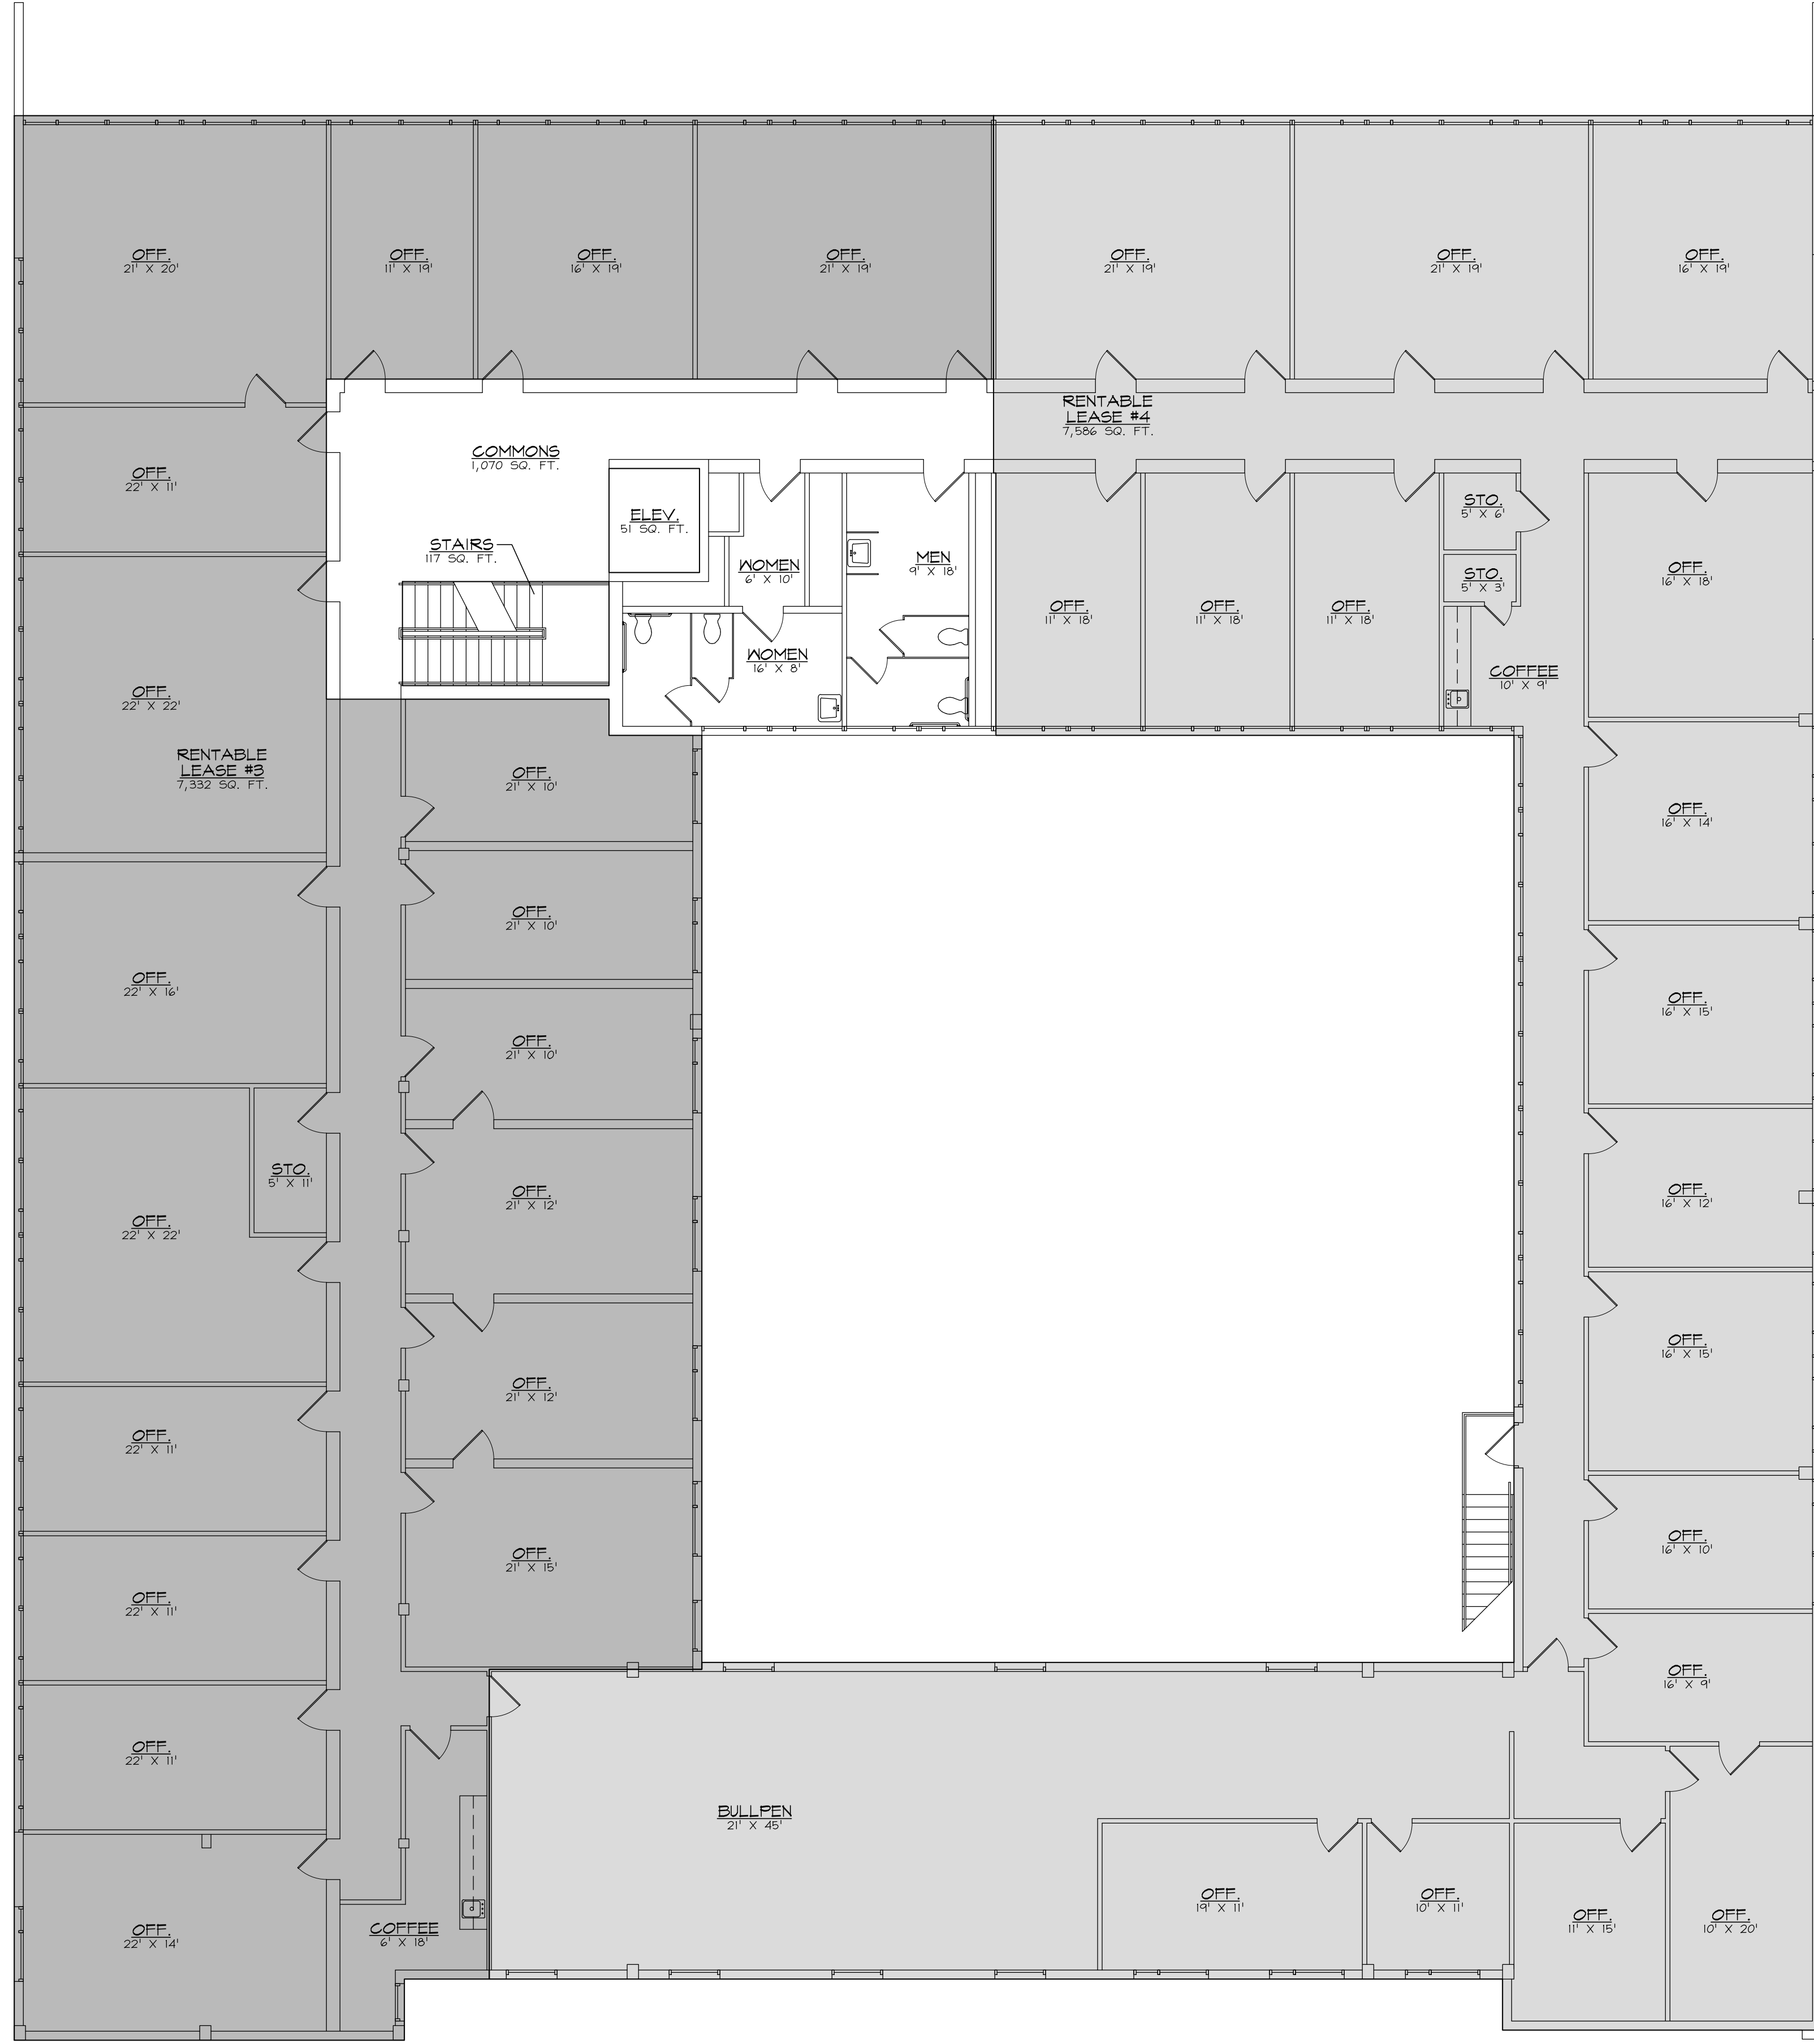 OFF.
21' X 20'
OFF.
11' X 19'
OFF.
16' X 19'
OFF.
21' X 19'
OFF.
21' X 19'
OFF.
21' X 19'
OFF.
16' X 19'
RENTABLE
LEASE #4
7,586 SQ. FT.
COMMONS
1,070 SQ. FT.
OFF.
22' X 11'
ELEV.
51 SQ. FT.
STAIRS
117 SQ. FT.
WOMEN
6' X 10'
MEN
9' X 18'
STO.
5' X 6'
STO.
5' X 3'
OFF.
16' X 18'
OFF.
11' X 18'
OFF.
11' X 18'
OFF.
11' X 18'
WOMEN
16' X 8'
COFFEE
10' X 9'
OFF.
22' X 22'
RENTABLE
LEASE #3
7,332 SQ. FT.
OFF.
21' X 10'
OFF.
16' X 14'
OFF.
21' X 10'
OFF.
22' X 16'
OFF.
16' X 15'
OFF.
21' X 10'
STO.
5' X 11'
OFF.
21' X 12'
OFF.
16' X 12'
OFF.
22' X 22'
OFF.
16' X 15'
OFF.
21' X 12'
OFF.
22' X 11'
OFF.
16' X 10'
OFF.
21' X 15'
OFF.
22' X 11'
OFF.
16' X 9'
OFF.
22' X 11'
BULLPEN
21' X 45'
OFF.
19' X 11'
OFF.
10' X 11'
OFF.
11' X 15'
OFF.
10' X 20'
OFF.
22' X 14'
COFFEE
6' X 18'